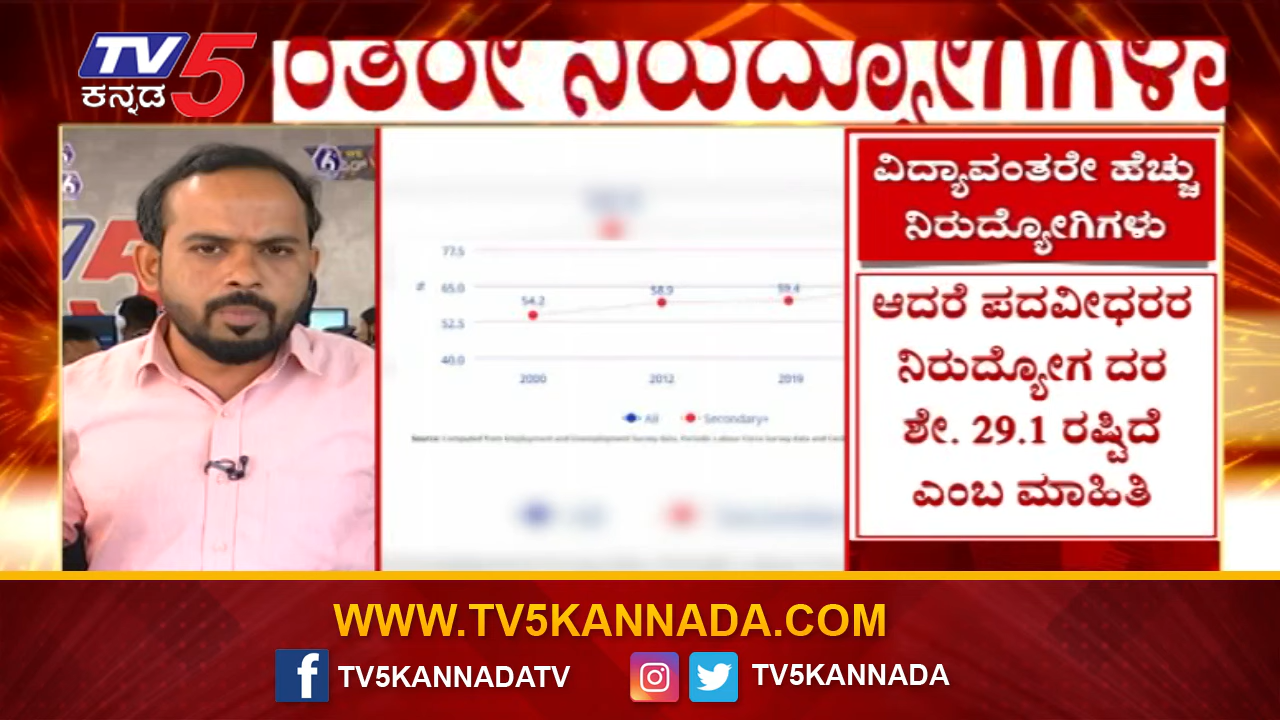 TV5
ಕನ್ನಡ
ನಿರುದ್ಯೋಗಿಗಳಾ
ವಿದ್ಯಾವಂತರೇ ಹೆಚ್ಚು
ನಿರುದ್ಯೋಗಿಗಳು
ಆದರೆ ಪದವೀಧರರ
ನಿರುದ್ಯೋಗ ದರ
ಶೇ. 29.1 ರಷ್ಟಿದೆ
ಎಂಬ ಮಾಹಿತಿ
77.5
65.0
52.5
40.0
%
54.2
58.9
59.4
2000 2012 2019
All Secondary+
WWW.TV5KANNADA.COM
TV5KANNADATV
TV5KANNADA